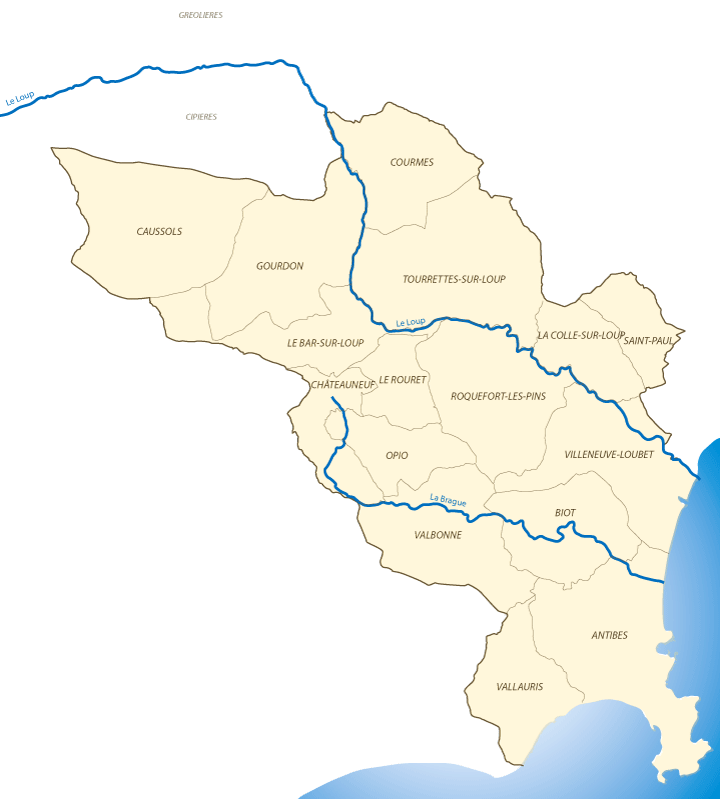 GREOLIERES
Le Loup
CIPIERES
COURMES
CAUSSOLS
GOURDON
TOURRETTES-SUR-LOUP
Le Loup
LA COLLE-SUR-LOUP
SAINT-PAUL
LE BAR-SUR-LOUP
CHÂTEAUNEUF
LE ROURET
ROQUEFORT-LES-PINS
OPIO
VILLENEUVE-LOUBET
La Brague
BIOT
VALBONNE
ANTIBES
VALLAURIS